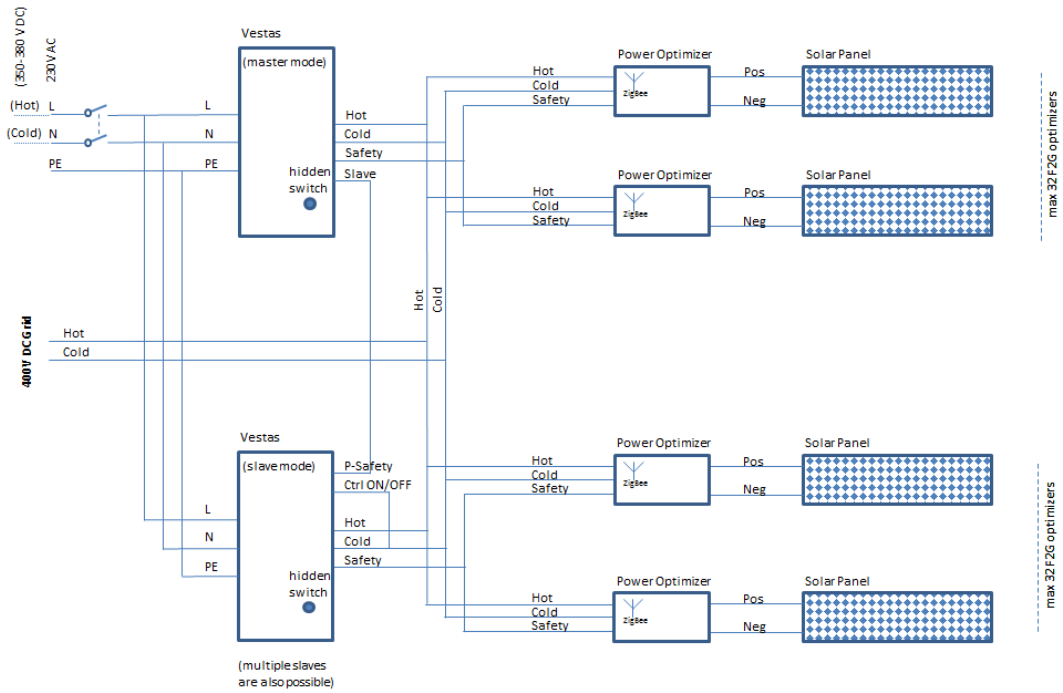 (350-380 V DC)
230V AC
Vestas
(master mode)
Power Optimizer
Solar Panel
Hot
Cold
Safety
ZigBee
Pos
Neg
(Hot) L
L
(Cold) N
N
PE
PE
Hot
Cold
Safety
Slave
hidden
switch
Power Optimizer
Solar Panel
Hot
Cold
Safety
ZigBee
Pos
Neg
max 32 F2G optimizers
Hot
Cold
400V DC Grid
Hot
Cold
Vestas
(slave mode)
P-Safety
Ctrl ON/OFF
L
N
PE
Hot
Cold
Safety
hidden
switch
Power Optimizer
Solar Panel
Hot
Cold
Safety
ZigBee
Pos
Neg
Power Optimizer
Solar Panel
Hot
Cold
Safety
ZigBee
Pos
Neg
max 32 F2G optimizers
(multiple slaves
are also possible)